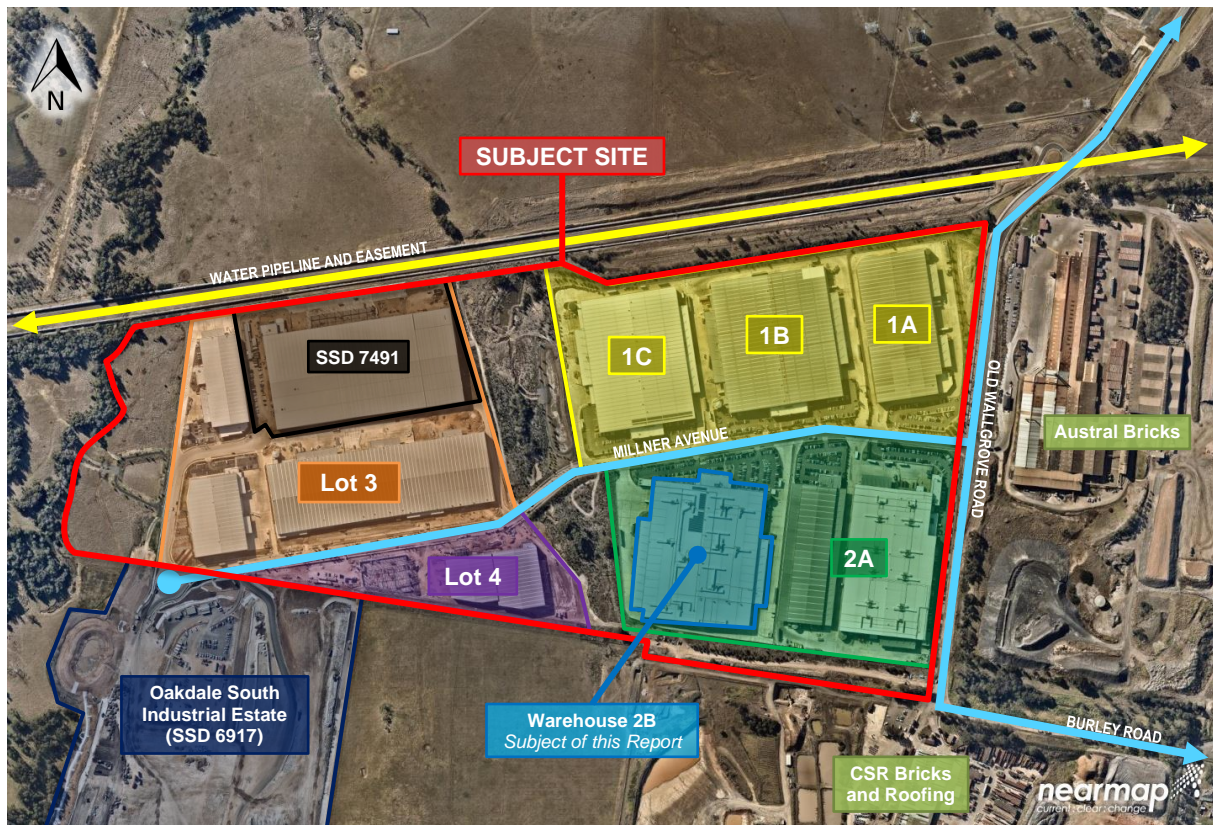 N
SUBJECT SITE
WATER PIPELINE AND EASEMENT
SSD 7491
1C
1B
1A
MILLNER AVENUE
OLD WALLGROVE ROAD
Austral Bricks
Lot 3
Lot 4
2A
Oakdale South
Industrial Estate
(SSD 6917)
Warehouse 2B
Subject of this Report
BURLEY ROAD
CSR Bricks
and Roofing
nearmap
current:clear:change